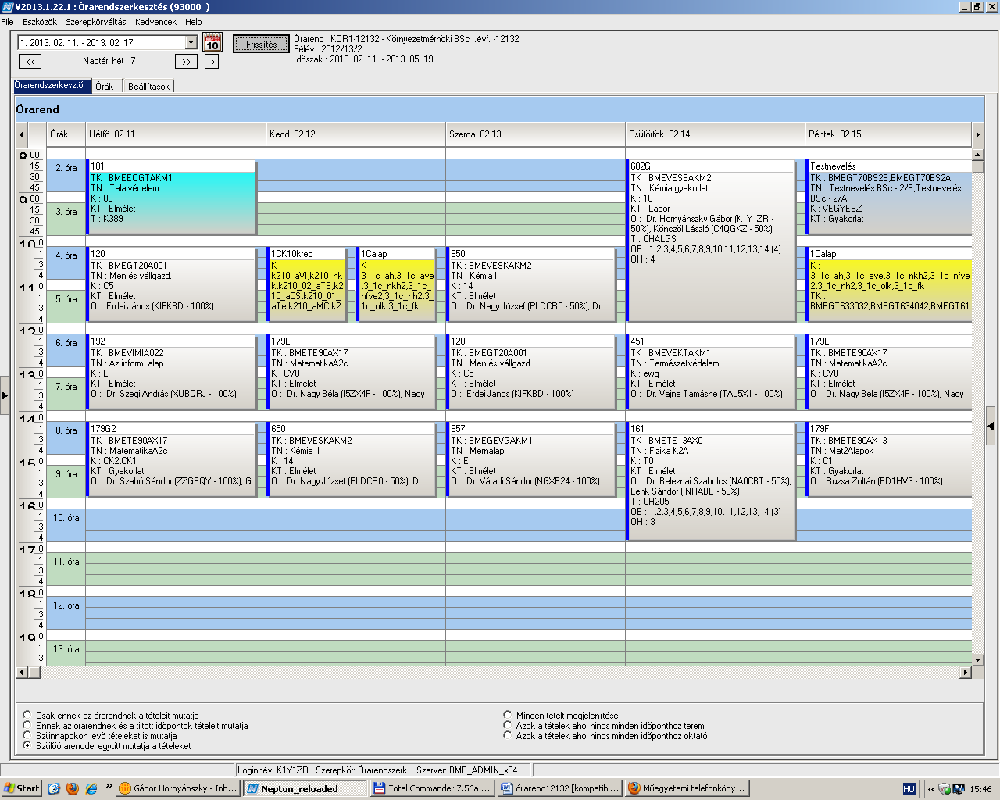 V2013.1.22.1 : Órarendszerkesztés (93000 )
File Eszközök Szerepkörváltás Kedvencek Help
1. 2013. 02. 11. - 2013. 02. 17.
10
Frissítés
Órarend : KOR1-12132 - Környezetmérnöki BSc I.évf. -12132
Félév : 2012/13/2
Időszak : 2013. 02. 11. - 2013. 05. 19.
<< Naptári hét : 7 >> ->
Órarendszerkesztő Órák Beállítások
Órarend
Órák Hétfő 02.11. Kedd 02.12. Szerda 02.13. Csütörtök 02.14. Péntek 02.15.
8 00
15
30
45
9 00
15
30
45
10 0
1
3
4
11 0
1
3
4
12 0
1
3
4
13 0
1
3
4
14 0
1
3
4
15 0
1
3
4
16 0
1
3
4
17 0
1
3
4
18 0
1
3
4
19 0
1
3
2. óra
3. óra
4. óra
5. óra
6. óra
7. óra
8. óra
9. óra
10. óra
11. óra
12. óra
13. óra
101
TK : BMEEOGTAKM1
TN : Talajvédelem
K : 00
KT : Elmélet
T : K389
120
TK : BMEGT20A001
TN : Men.és vállgazd.
K : C5
KT : Elmélet
O : Erdei János (KIFKBD - 100%)
192
TK : BMEVIMIA022
TN : Az inform. alap.
K : E
KT : Elmélet
O : Dr. Szegi András (XUBQRJ - 100%)
179G2
TK : BMETE90AX17
TN : MatematikaA2c
K : CK2,CK1
KT : Gyakorlat
O : Dr. Szabó Sándor (ZZGSQY - 100%), G.
1CK10kred
K :
k210_aVI,k210_nk
k,k210_02_aTE,k2
10_aCS,k210_01_
aTe,k210_aMC,k2
1Calap
K :
3_1c_ah,3_1c_ave
,3_1c_nkh2,3_1c_
nfve2,3_1c_nh2,3_
1c_olk,3_1c_fk
179E
TK : BMETE90AX17
TN : MatematikaA2c
K : CV0
KT : Elmélet
O : Dr. Nagy Béla (I5ZX4F - 100%), Nagy
650
TK : BMEVESKAKM2
TN : Kémia II
K : 14
KT : Elmélet
O : Dr. Nagy József (PLDCR0 - 50%), Dr.
650
TK : BMEVESKAKM2
TN : Kémia II
K : 14
KT : Elmélet
O : Dr. Nagy József (PLDCR0 - 50%), Dr.
120
TK : BMEGT20A001
TN : Men.és vállgazd.
K : C5
KT : Elmélet
O : Erdei János (KIFKBD - 100%)
957
TK : BMEGEVGAKM1
TN : Mérnalapl
K : E
KT : Elmélet
O : Dr. Váradi Sándor (NGXB24 - 100%)
602G
TK : BMEVESEAKM2
TN : Kémia gyakorlat
K : 10
KT : Labor
O : Dr. Hornyánszky Gábor (K1Y1ZR -
50%), Könczöl László (C4QGKZ - 50%)
T : CHALGS
OB : 1,2,3,4,5,6,7,8,9,10,11,12,13,14 (4)
OH : 4
451
TK : BMEVEKTAKM1
TN : Természetvédelem
K : ewq
KT : Elmélet
O : Dr. Vajna Tamásné (TAL5X1 - 100%)
161
TK : BMETE13AX01
TN : Fizika K2A
K : T0
KT : Elmélet
O : Dr. Beleznai Szabolcs (NA0CBT - 50%),
Lenk Sándor (INRABE - 50%)
T : CH205
OB : 1,2,3,4,5,6,7,8,9,10,11,12,13,14 (3)
OH : 3
Testnevelés
TK : BMEGT70BS2B,BMEGT70BS2A
TN : Testnevelés BSc - 2/B,Testnevelés
BSc - 2/A
K : VEGYESZ
KT : Gyakorlat
1Calap
K :
3_1c_ah,3_1c_ave,3_1c_nkh2,3_1c_nfve
2,3_1c_nh2,3_1c_olk,3_1c_fk
TK :
BMEGT633032,BMEGT634042,BMEGT61
179E
TK : BMETE90AX17
TN : MatematikaA2c
K : CV0
KT : Elmélet
O : Dr. Nagy Béla (I5ZX4F - 100%), Nagy
179F
TK : BMETE90AX13
TN : Mat2Alapok
K : C1
KT : Gyakorlat
O : Ruzsa Zoltán (ED1HV3 - 100%)
Csak ennek az órarendnek a tételeit mutatja
Ennek az órarendnek és a tiltott időpontok tételeit mutatja
Szünnapokon levő tételeket is mutatja
Szülőórarenddel együtt mutatja a tételeket
Minden tételt megjelenítése
Azok a tételek ahol nincs minden időponthoz terem
Azok a tételek ahol nincs minden időponthoz oktató
Loginnév: K1Y1ZR Szerepkör: Órarendszerk. Szerver: BME_ADMIN_x64
Start » Gábor Hornyánszky - Inb... Neptun_reloaded Total Commander 7.56a ... órarend12132 [kompatibi... Műegyetemi telefonköny... HU « 15:46